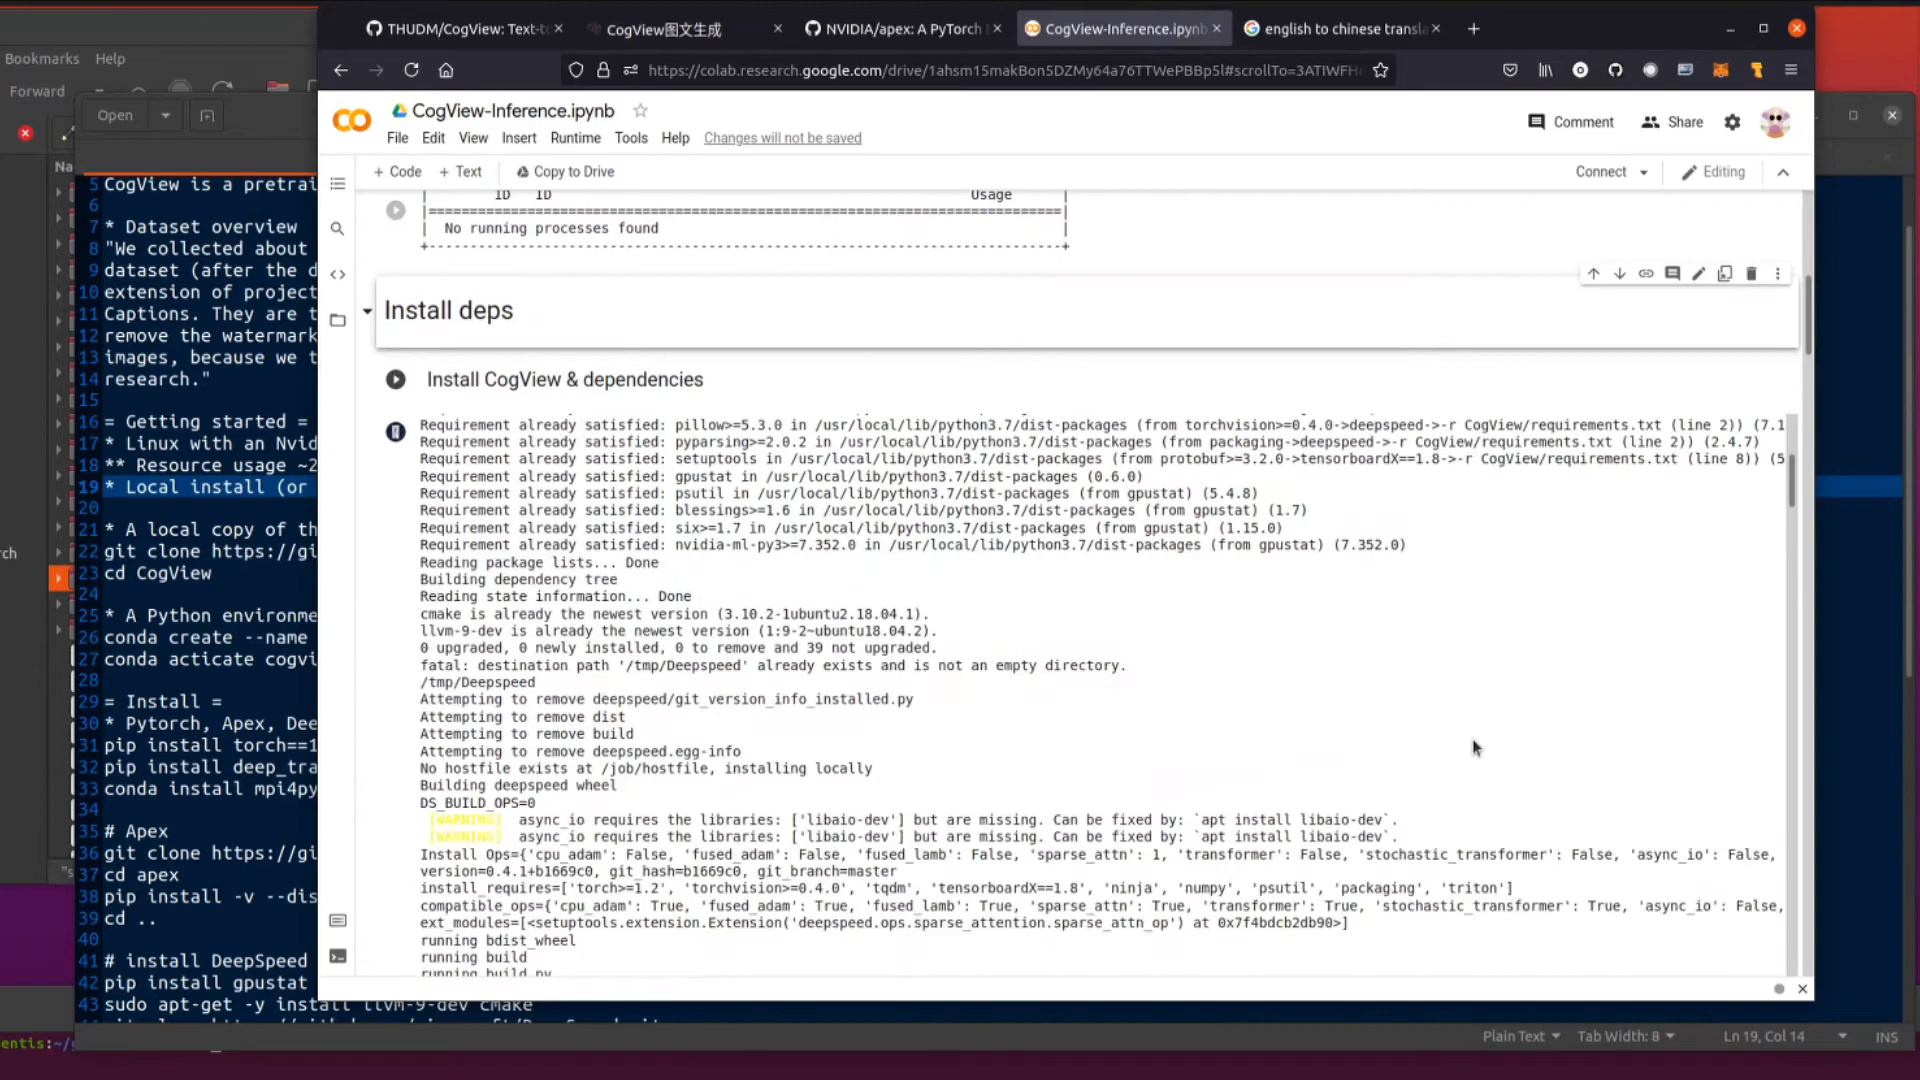 THUDM/CogView: Text-to
CogView图文生成
NVIDIA/apex: A PyTorch
CogView-Inference.ipynb
english to chinese transla
https://colab.research.google.com/drive/1ahsm15makBon5DZMy64a76TTWePBBp5l#scrollTo=3ATIWFH
Bookmarks Help
Forward
Open
CogView-Inference.ipynb
File Edit View Insert Runtime Tools Help Changes will not be saved
Comment Share
+ Code + Text Copy to Drive
Connect Editing
ID ID Usage
|=============================================================================|
| No running processes found |
+-----------------------------------------------------------------------------+
Install deps
Install CogView & dependencies
Requirement already satisfied: pillow>=5.3.0 in /usr/local/lib/python3.7/dist-packages (from torchvision>=0.4.0->deepspeed->-r CogView/requirements.txt (line 2)) (7.1
Requirement already satisfied: pyparsing>=2.0.2 in /usr/local/lib/python3.7/dist-packages (from packaging->deepspeed->-r CogView/requirements.txt (line 2)) (2.4.7)
Requirement already satisfied: setuptools in /usr/local/lib/python3.7/dist-packages (from protobuf>=3.2.0->tensorboardX==1.8->-r CogView/requirements.txt (line 8)) (5
Requirement already satisfied: gpustat in /usr/local/lib/python3.7/dist-packages (0.6.0)
Requirement already satisfied: psutil in /usr/local/lib/python3.7/dist-packages (from gpustat) (5.4.8)
Requirement already satisfied: blessings>=1.6 in /usr/local/lib/python3.7/dist-packages (from gpustat) (1.7)
Requirement already satisfied: six>=1.7 in /usr/local/lib/python3.7/dist-packages (from gpustat) (1.15.0)
Requirement already satisfied: nvidia-ml-py3>=7.352.0 in /usr/local/lib/python3.7/dist-packages (from gpustat) (7.352.0)
Reading package lists... Done
Building dependency tree
Reading state information... Done
cmake is already the newest version (3.10.2-1ubuntu2.18.04.1).
llvm-9-dev is already the newest version (1:9-2~ubuntu18.04.2).
0 upgraded, 0 newly installed, 0 to remove and 39 not upgraded.
fatal: destination path '/tmp/Deepspeed' already exists and is not an empty directory.
/tmp/Deepspeed
Attempting to remove deepspeed/git_version_info_installed.py
Attempting to remove dist
Attempting to remove build
Attempting to remove deepspeed.egg-info
No hostfile exists at /job/hostfile, installing locally
Building deepspeed wheel
DS_BUILD_OPS=0
[WARNING] async_io requires the libraries: ['libaio-dev'] but are missing. Can be fixed by: `apt install libaio-dev`.
[WARNING] async_io requires the libraries: ['libaio-dev'] but are missing. Can be fixed by: `apt install libaio-dev`.
Install Ops={'cpu_adam': False, 'fused_adam': False, 'fused_lamb': False, 'sparse_attn': 1, 'transformer': False, 'stochastic_transformer': False, 'async_io': False,
version=0.4.1+b1669c0, git_hash=b1669c0, git_branch=master
install_requires=['torch>=1.2', 'torchvision>=0.4.0', 'tqdm', 'tensorboardX==1.8', 'ninja', 'numpy', 'psutil', 'packaging', 'triton']
compatible_ops={'cpu_adam': True, 'fused_adam': True, 'fused_lamb': True, 'sparse_attn': True, 'transformer': True, 'stochastic_transformer': True, 'async_io': False,
ext_modules=[<setuptools.extension.Extension('deepspeed.ops.sparse_attention.sparse_attn_op') at 0x7f4bdcb2db90>]
running bdist_wheel
running build
running build_py
Na
rch
5 CogView is a pretrai
6
7 * Dataset overview
8 "We collected about
9 dataset (after the d
10 extension of project
11 Captions. They are t
12 remove the watermark
13 images, because we t
14 research."
15
16 = Getting started =
17 * Linux with an Nvid
18 ** Resource usage ~2
19 * Local install (or
20
21 * A local copy of th
22 git clone https://gi
23 cd CogView
24
25 * A Python environme
26 conda create --name
27 conda acticate cogvi
28
29 = Install =
30 * Pytorch, Apex, Dee
31 pip install torch==1
32 pip install deep_tra
33 conda install mpi4py
34
35 # Apex
36 git clone https://gi
37 cd apex
38 pip install -v --dis
39 cd ..
40
41 # install DeepSpeed
42 pip install gpustat
43 sudo apt-get -y install llvm-9-dev cmake
entis:~/
Plain Text Tab Width: 8 Ln 19, Col 14 INS